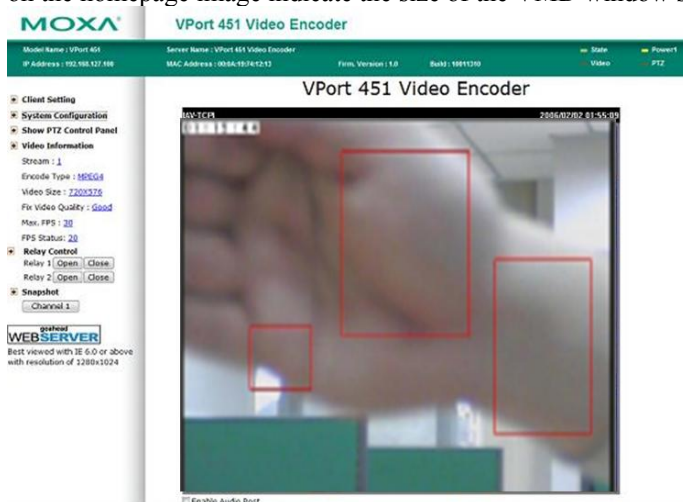 on the homepage image indicate the size of the VMD window s
MOXA
VPort 451 Video Encoder
Model Name : VPort 451
Server Name : VPort 451 Video Encoder
State
Power1
IP Address : 192.168.127.100
MAC Address : 00:0A:19:74:12:13
Firm. Version : 1.0
Build : 10011310
Video
PTZ
VPort 451 Video Encoder
Client Setting
System Configuration
Show PTZ Control Panel
Video Information
Stream : 1
Encode Type : MPEG4
Video Size : 720X576
Fix Video Quality : Good
Max. FPS : 30
FPS Status: 20
Relay Control
Relay 1 Open Close
Relay 2 Open Close
Snapshot
Channel 1
goahead
WEBSERVER
Best viewed with IE 6.0 or above
with resolution of 1280x1024
2006/02/02 01:55:09